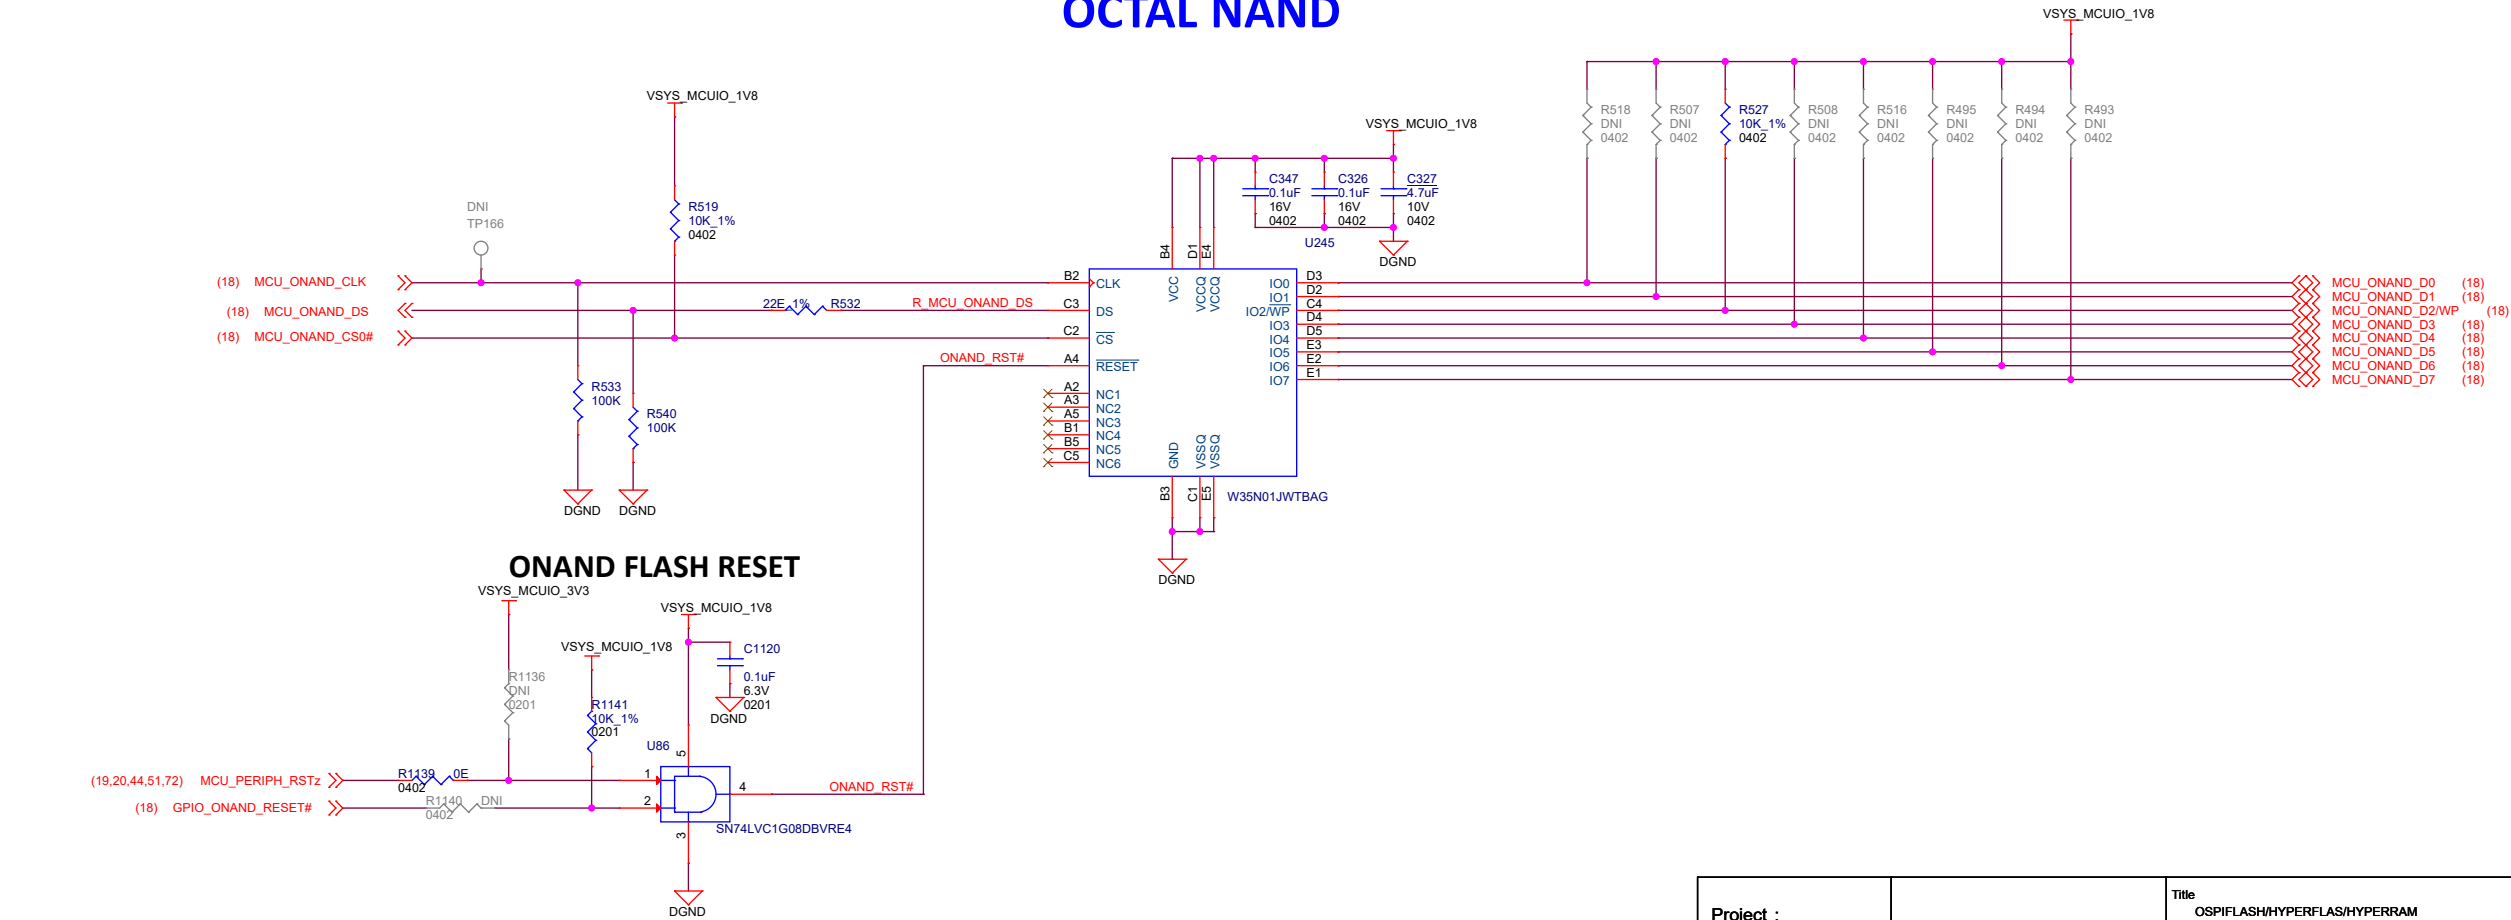 OCTAL NAND
VSYS_MCUIO_1V8
R518
DNI
0402
R507
DNI
0402
R527
10K_1%
0402
R508
DNI
0402
R516
DNI
0402
R495
DNI
0402
R494
DNI
0402
R493
DNI
0402
VSYS_MCUIO_1V8
R519
10K_1%
0402
DNI
TP166
VSYS_MCUIO_1V8
C347
0.1uF
16V
0402
C326
0.1uF
16V
0402
C327
4.7uF
10V
0402
DGND
U245
(18) MCU_ONAND_CLK
(18) MCU_ONAND_DS
(18) MCU_ONAND_CS0#
22E_1% R532
R_MCU_ONAND_DS
ONAND_RST#
R533
100K
R540
100K
DGND
DGND
B4
D1
E4
VCC
VCCQ
VCCQ
B2 CLK
C3 DS
C2 CS
A4 RESET
A2 NC1
A3 NC2
A5 NC3
B1 NC4
B5 NC5
C5 NC6
IO0 D3
IO1 D2
IO2/WP C4
IO3 D4
IO4 D5
IO5 E3
IO6 E2
IO7 E1
GND
VSSQ
VSSQ
B3
C1
E5
W35N01JWTBAG
DGND
MCU_ONAND_D0 (18)
MCU_ONAND_D1 (18)
MCU_ONAND_D2/WP (18)
MCU_ONAND_D3 (18)
MCU_ONAND_D4 (18)
MCU_ONAND_D5 (18)
MCU_ONAND_D6 (18)
MCU_ONAND_D7 (18)
ONAND FLASH RESET
VSYS_MCUIO_3V3
VSYS_MCUIO_1V8
VSYS_MCUIO_1V8
C1120
0.1uF
6.3V
0201
DGND
R1136
DNI
0201
R1141
10K_1%
0201
U86
5
(19,20,44,51,72) MCU_PERIPH_RSTz
R1139 0E
0402
1
(18) GPIO_ONAND_RESET#
R1140 DNI
0402
2
4
ONAND_RST#
3
SN74LVC1G08DBVRE4
DGND
Project :
Title
OSPIFLASH/HYPERFLAS/HYPERRAM